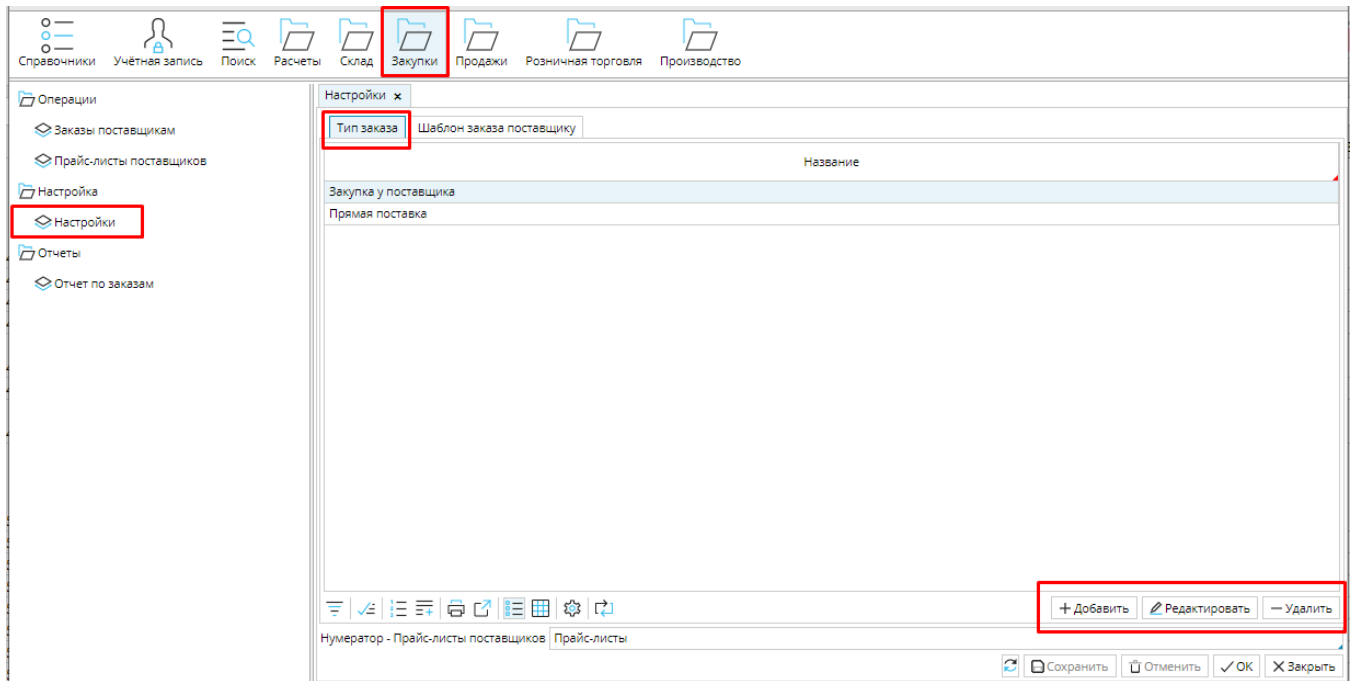 Справочники Учётная запись Поиск Расчеты Склад Закупки Продажи Розничная торговля Производство
Операции
Заказы поставщикам
Прайс-листы поставщиков
Настройка
Настройки
Отчеты
Отчет по заказам
Настройки x
Тип заказа Шаблон заказа поставщику
Название
Закупка у поставщика
Прямая поставка
Добавить Редактировать Удалить
Нумератор - Прайс-листы поставщиков Прайс-листы
Сохранить Отменить OK Закрыть